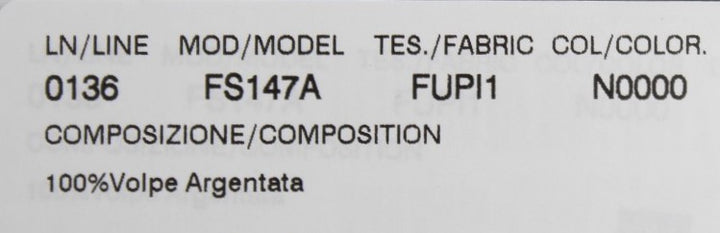 LN/LINE MOD/MODEL TES./FABRIC COL/COLOR.
0136 FS147A FUPI1 N0000
COMPOSIZIONE/COMPOSITION
100%Volpe Argentata